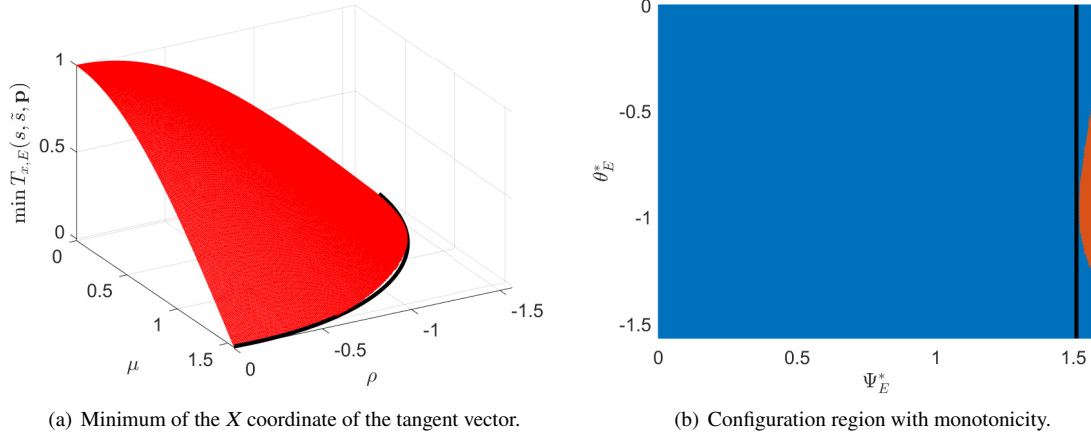 1
0.5
0
0
0.5
1
1.5
0
-0.5
-1
-1.5
min T_{x,E}(s, s̃, p)
μ
ρ
(a) Minimum of the X coordinate of the tangent vector.
0
-0.5
-1
-1.5
0
0.5
1
1.5
θ*_E
Ψ*_E
(b) Configuration region with monotonicity.